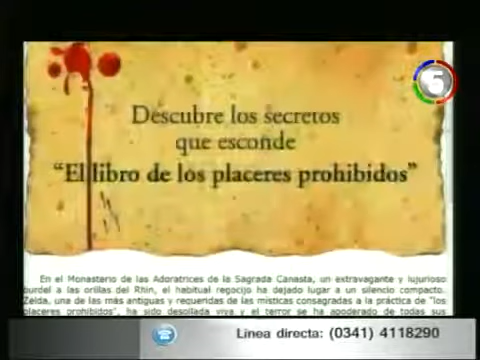 5
Descubre los secretos
que esconde
“El libro de los placeres prohibidos”
En el Monasterio de las Adoratrices de la Sagrada Canasta, un extravagante y lujurioso
burdel a las orillas del Rhin, el habitual regocijo ha dejado lugar a un silencio compacto.
Zelda, una de las más antiguas y requeridas de las místicas consagradas a la práctica de "los
placeres prohibidos", ha sido desollada viva y el terror se ha apoderado de todas sus
Línea directa: (0341) 4118290